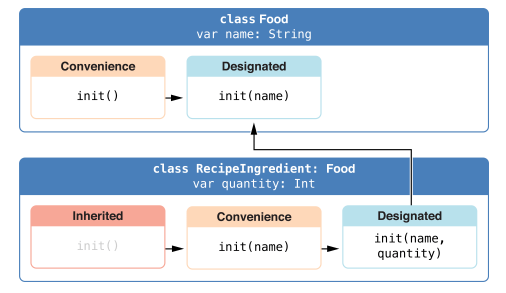 class Food
var name: String
Convenience
Designated
init()
init(name)
class RecipeIngredient: Food
var quantity: Int
Inherited
Convenience
Designated
init()
init(name)
init(name,
quantity)